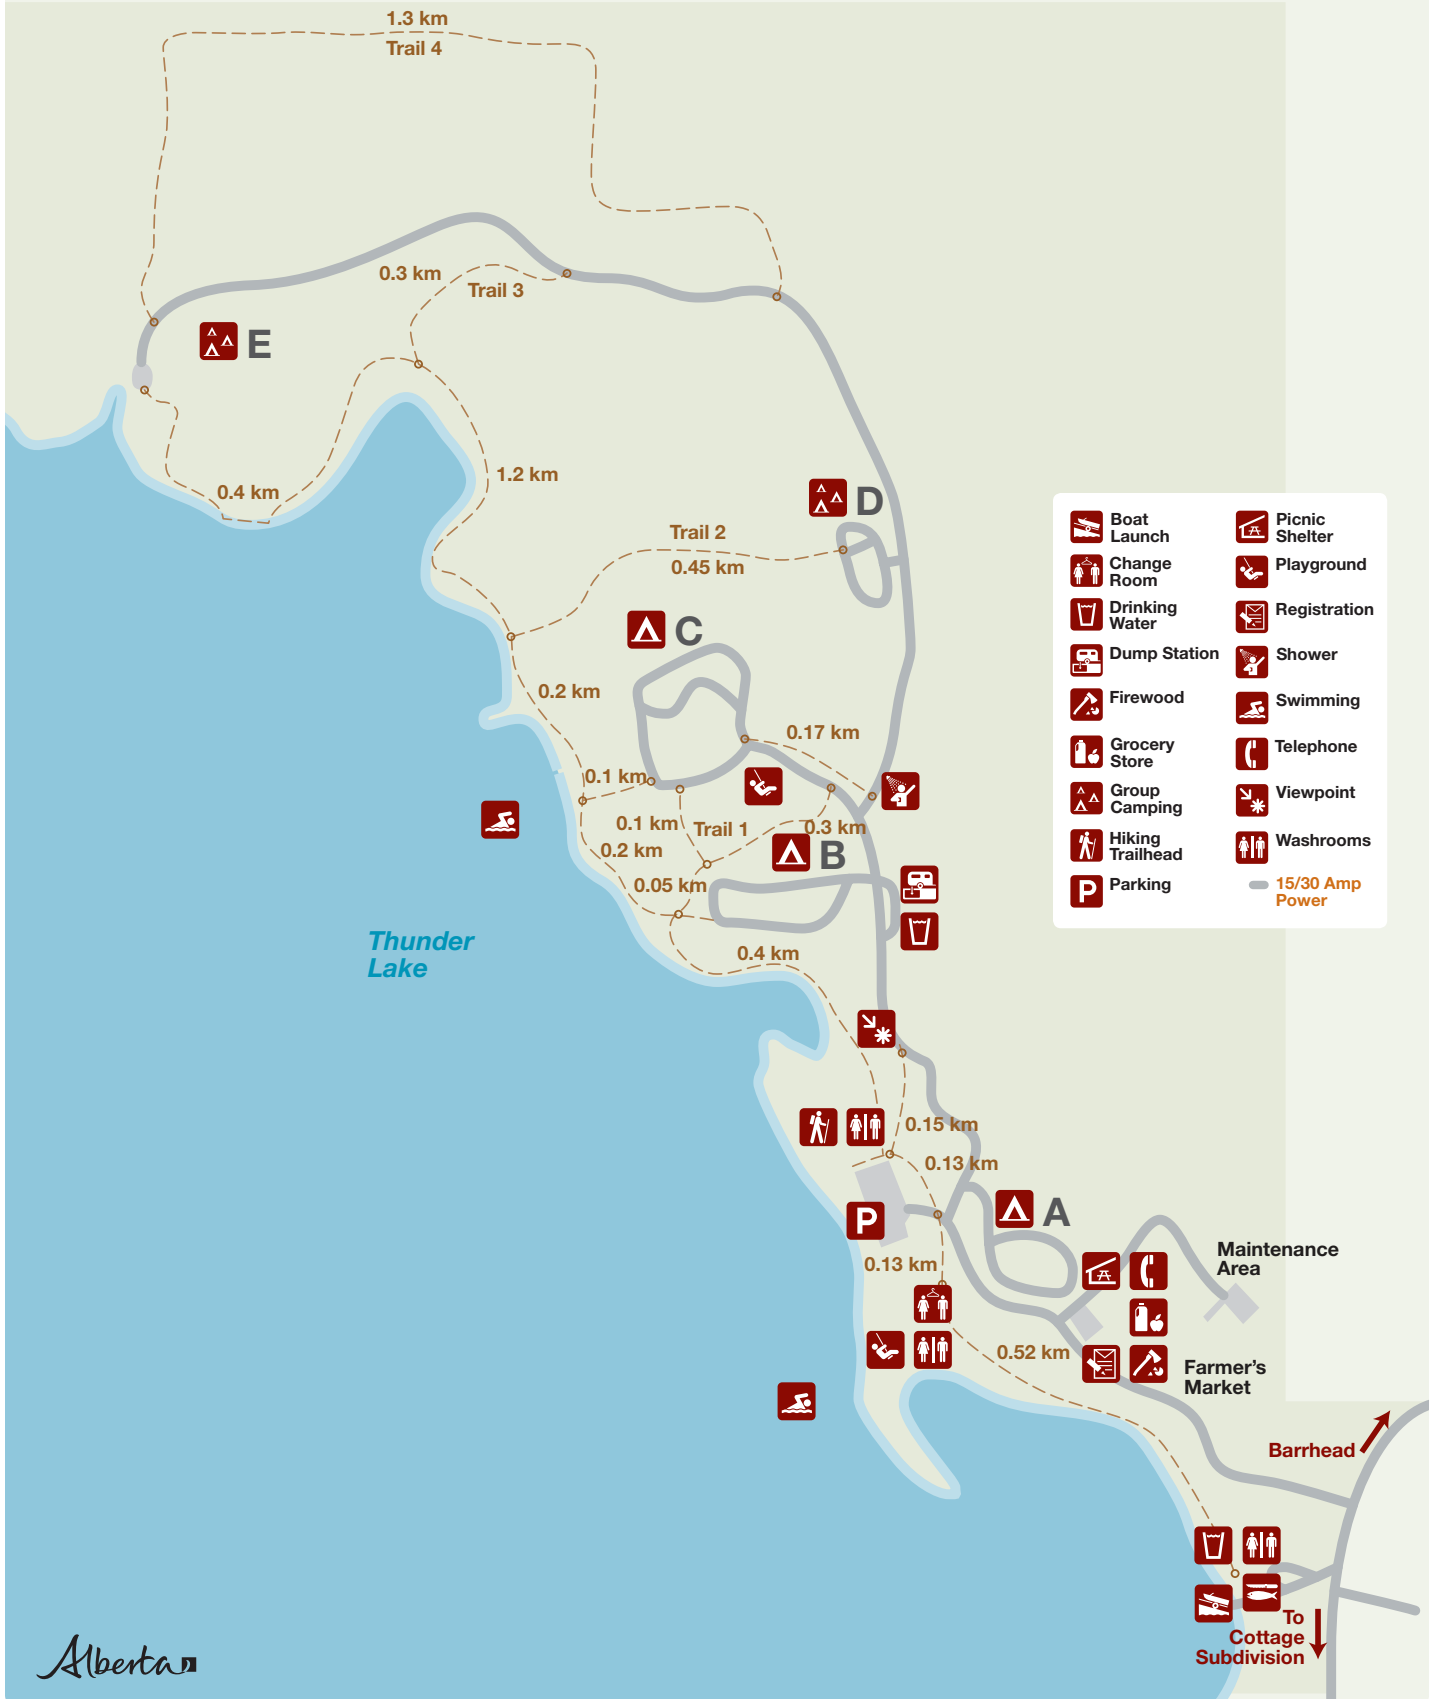 1.3 km
Trail 4
0.3 km
Trail 3
E
0.4 km
1.2 km
D
Trail 2
0.45 km
C
0.2 km
0.17 km
0.1 km
0.1 km
Trail 1
0.3 km
0.2 km
B
0.05 km
Thunder
Lake
0.4 km
0.15 km
0.13 km
A
P
0.13 km
Maintenance
Area
0.52 km
Farmer's
Market
Barrhead
To
Cottage
Subdivision
Boat
Launch
Change
Room
Drinking
Water
Dump Station
Firewood
Grocery
Store
Group
Camping
Hiking
Trailhead
P
Parking
Picnic
Shelter
Playground
Registration
Shower
Swimming
Telephone
Viewpoint
Washrooms
15/30 Amp
Power
Alberta